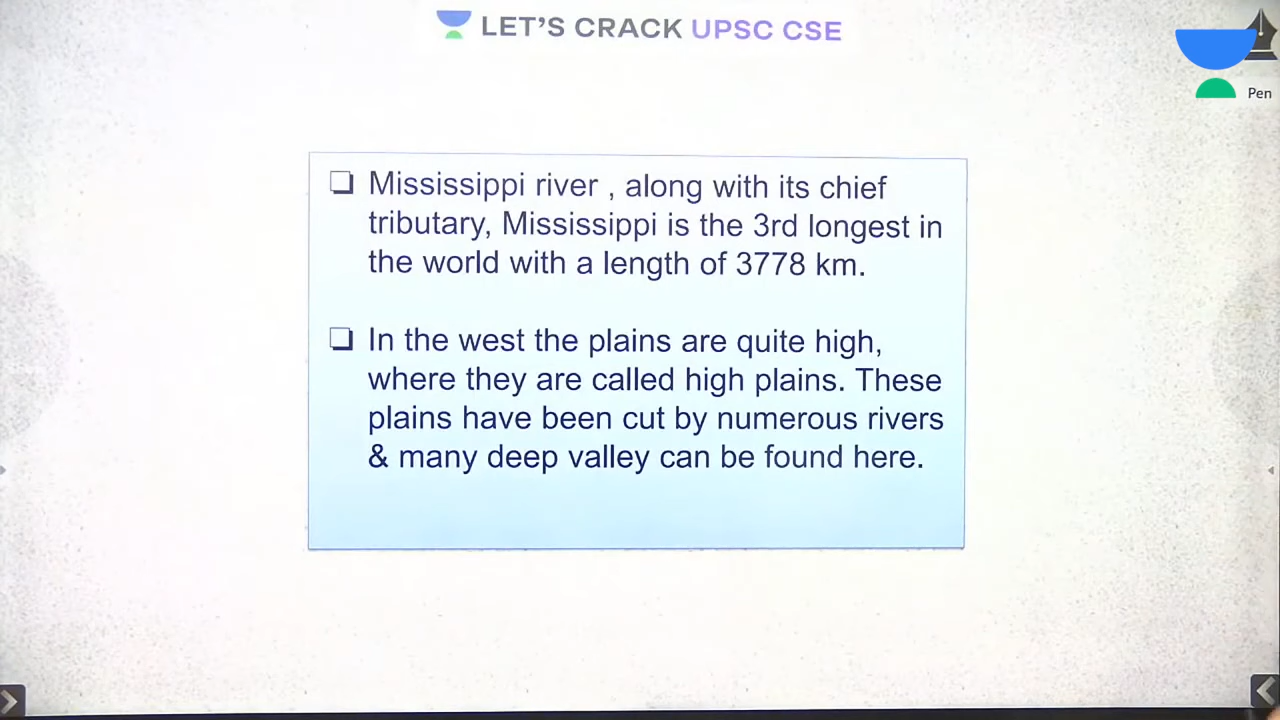 LET'S CRACK UPSC CSE
Pen
❑ Mississippi river , along with its chief
tributary, Mississippi is the 3rd longest in
the world with a length of 3778 km.
❑ In the west the plains are quite high,
where they are called high plains. These
plains have been cut by numerous rivers
& many deep valley can be found here.